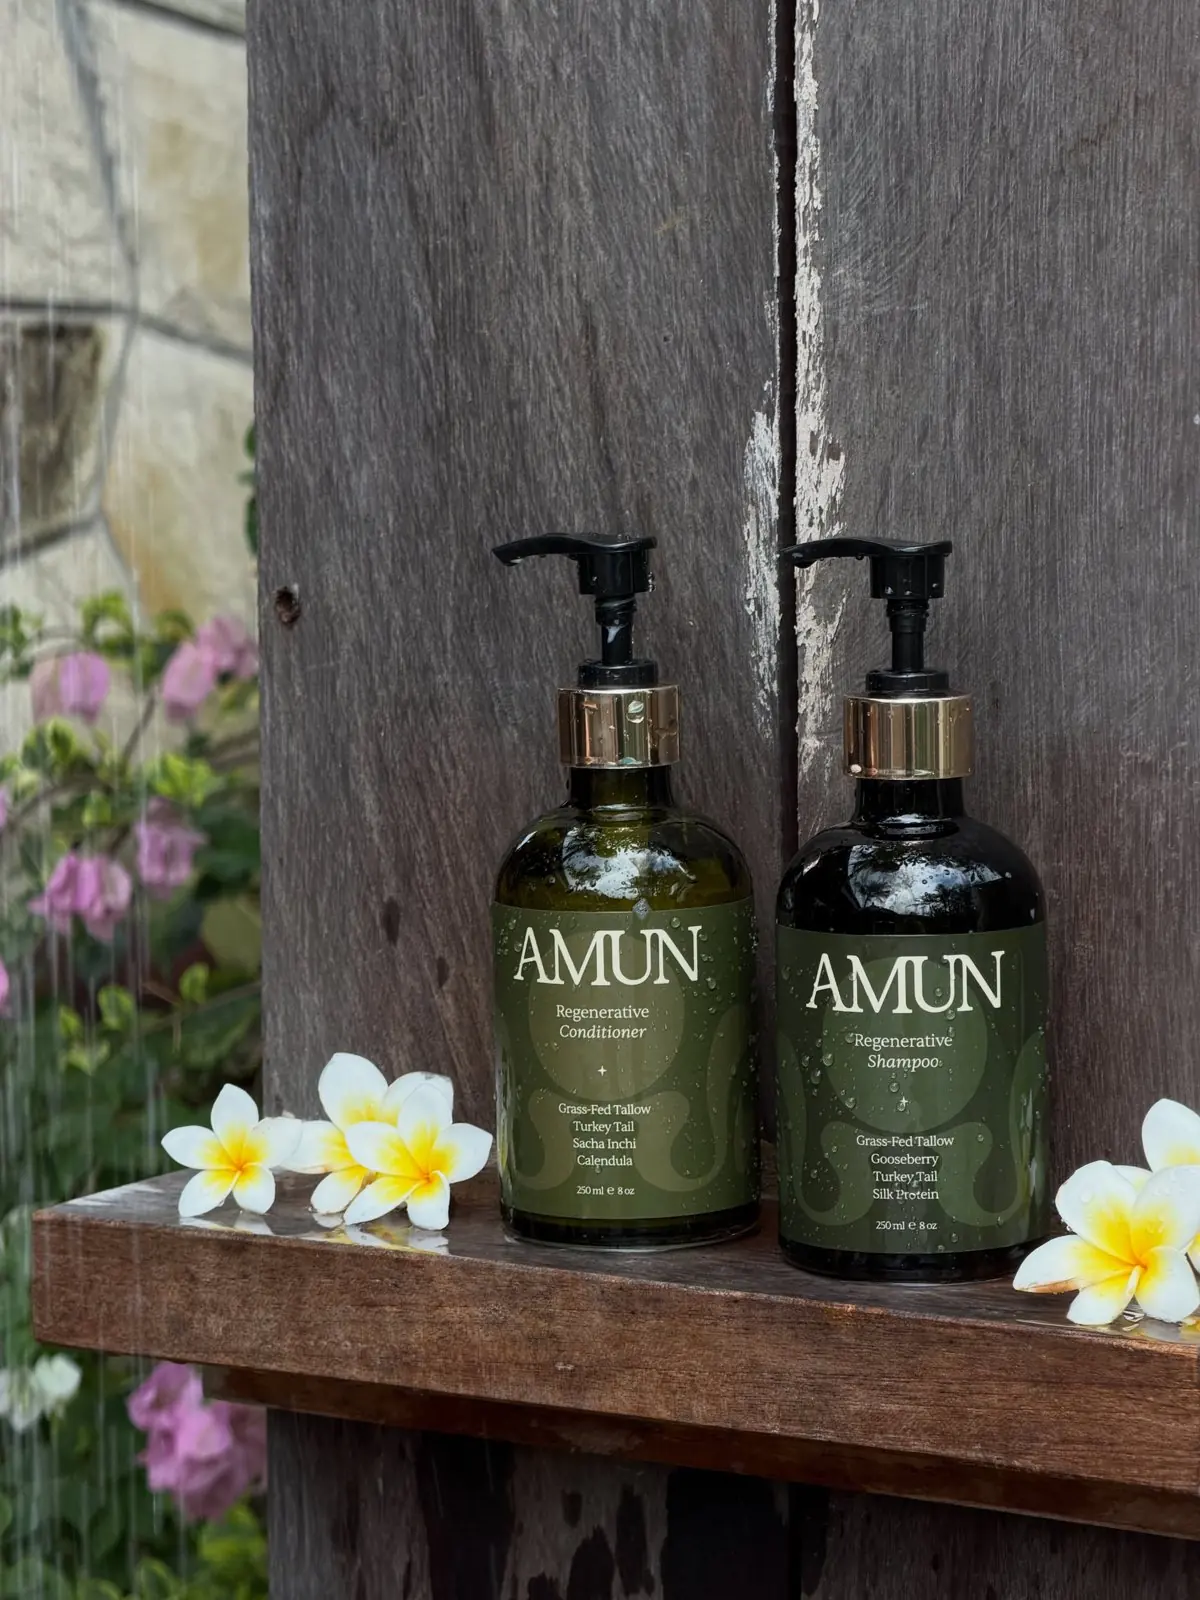 AMUN
Regenerative
Conditioner
Grass-Fed Tallow
Turkey Tail
Sacha Inchi
Calendula
250 ml e 8 oz
AMUN
Regenerative
Shampoo
Grass-Fed Tallow
Gooseberry
Turkey Tail
Silk Protein
250 ml e 8 oz